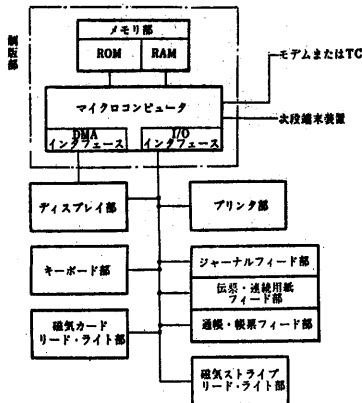 制御部
メモリ部
ROM
RAM
マイクロコンピュータ
DMA
インタフェース
I/O
インタフェース
モデムまたはTC
次段端末装置
ディスプレイ部
プリンタ部
キーボード部
ジャーナルフィード部
伝票・連続用紙
フィード部
通帳・帳票フィード部
磁気カード
リード・ライト部
磁気ストライプ
リード・ライト部